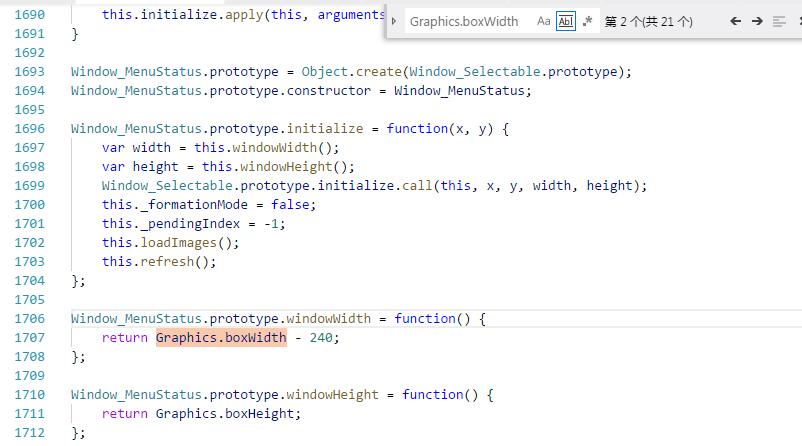 1690     this.initialize.apply(this, arguments
1691 }
Graphics.boxWidth Aa Abl .* 第 2 个(共 21 个)
1692
1693 Window_MenuStatus.prototype = Object.create(Window_Selectable.prototype);
1694 Window_MenuStatus.prototype.constructor = Window_MenuStatus;
1695
1696 Window_MenuStatus.prototype.initialize = function(x, y) {
1697     var width = this.windowWidth();
1698     var height = this.windowHeight();
1699     Window_Selectable.prototype.initialize.call(this, x, y, width, height);
1700     this._formationMode = false;
1701     this._pendingIndex = -1;
1702     this.loadImages();
1703     this.refresh();
1704 };
1705
1706 Window_MenuStatus.prototype.windowWidth = function() {
1707     return Graphics.boxWidth - 240;
1708 };
1709
1710 Window_MenuStatus.prototype.windowHeight = function() {
1711     return Graphics.boxHeight;
1712 };